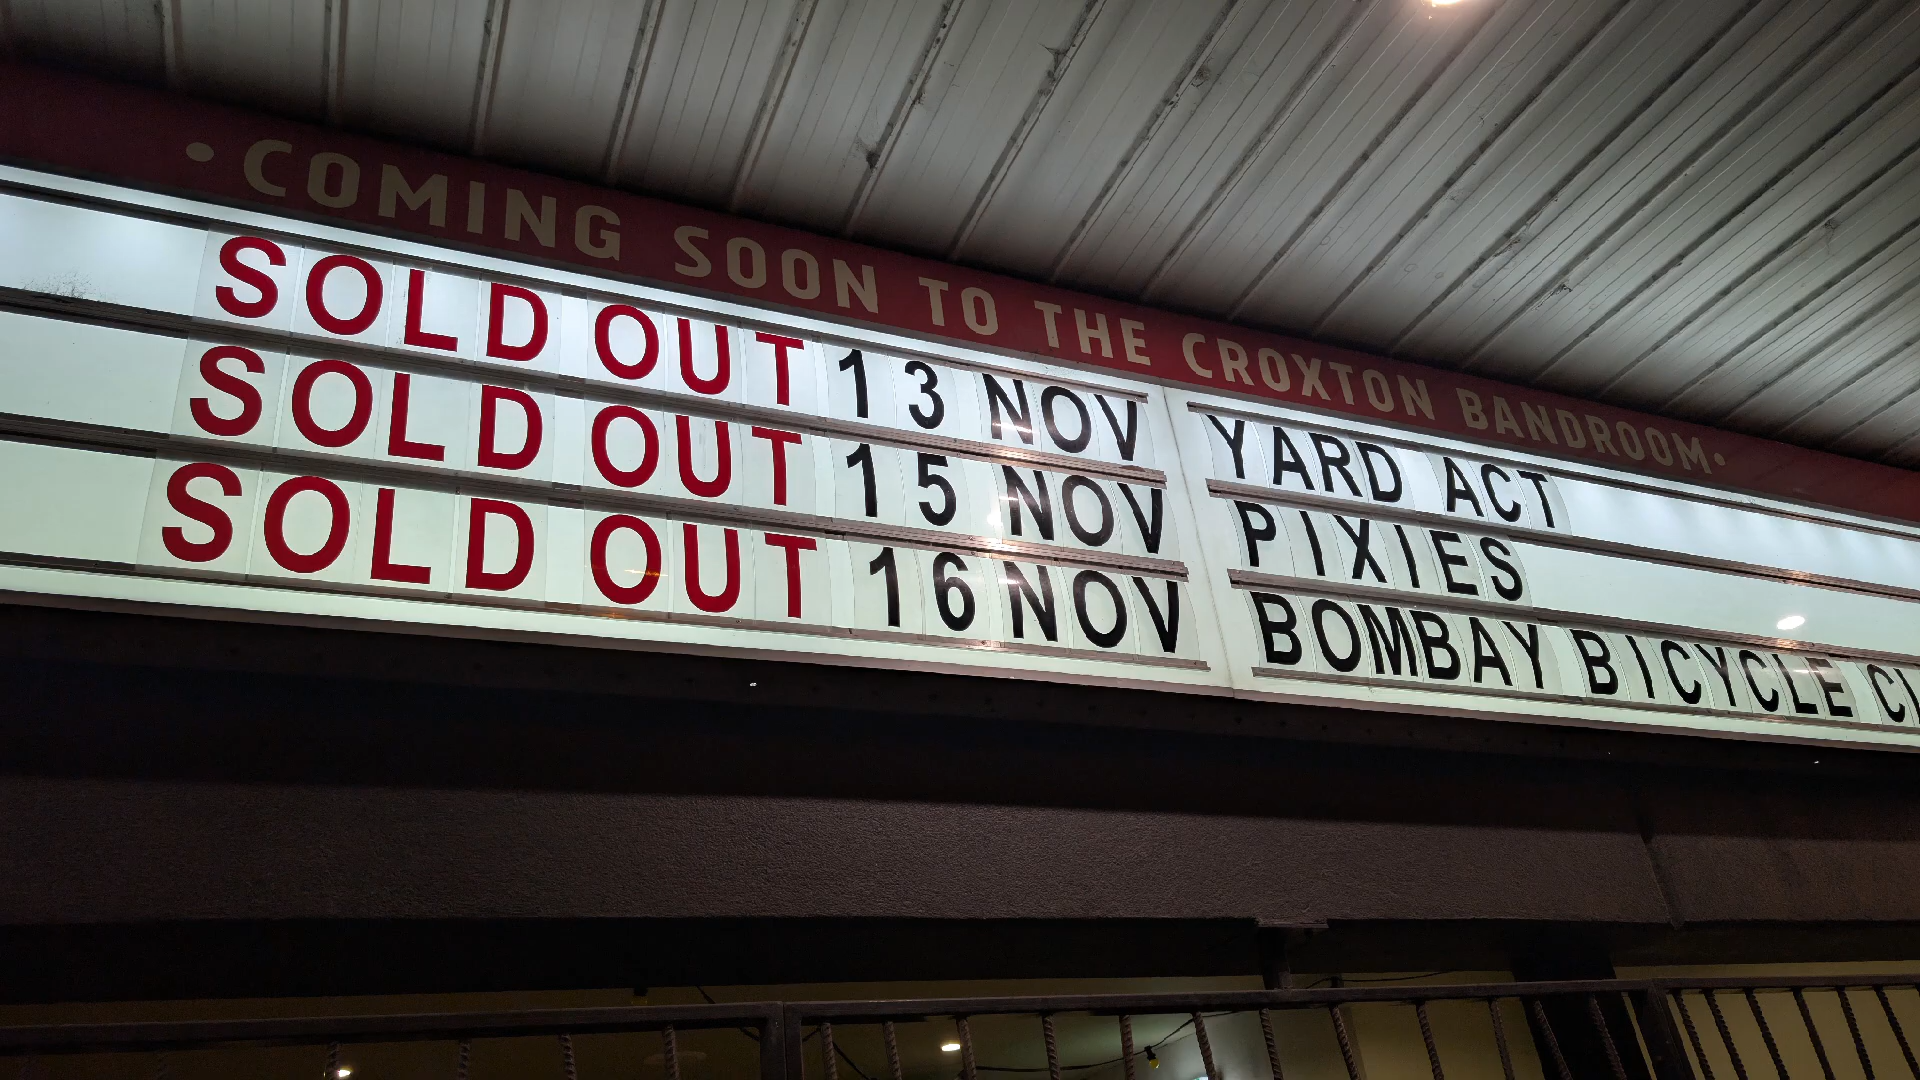 • COMING SOON TO THE CROXTON BANDROOM •
SOLD OUT 13 NOV YARD ACT
SOLD OUT 15 NOV PIXIES
SOLD OUT 16 NOV BOMBAY BICYCLE